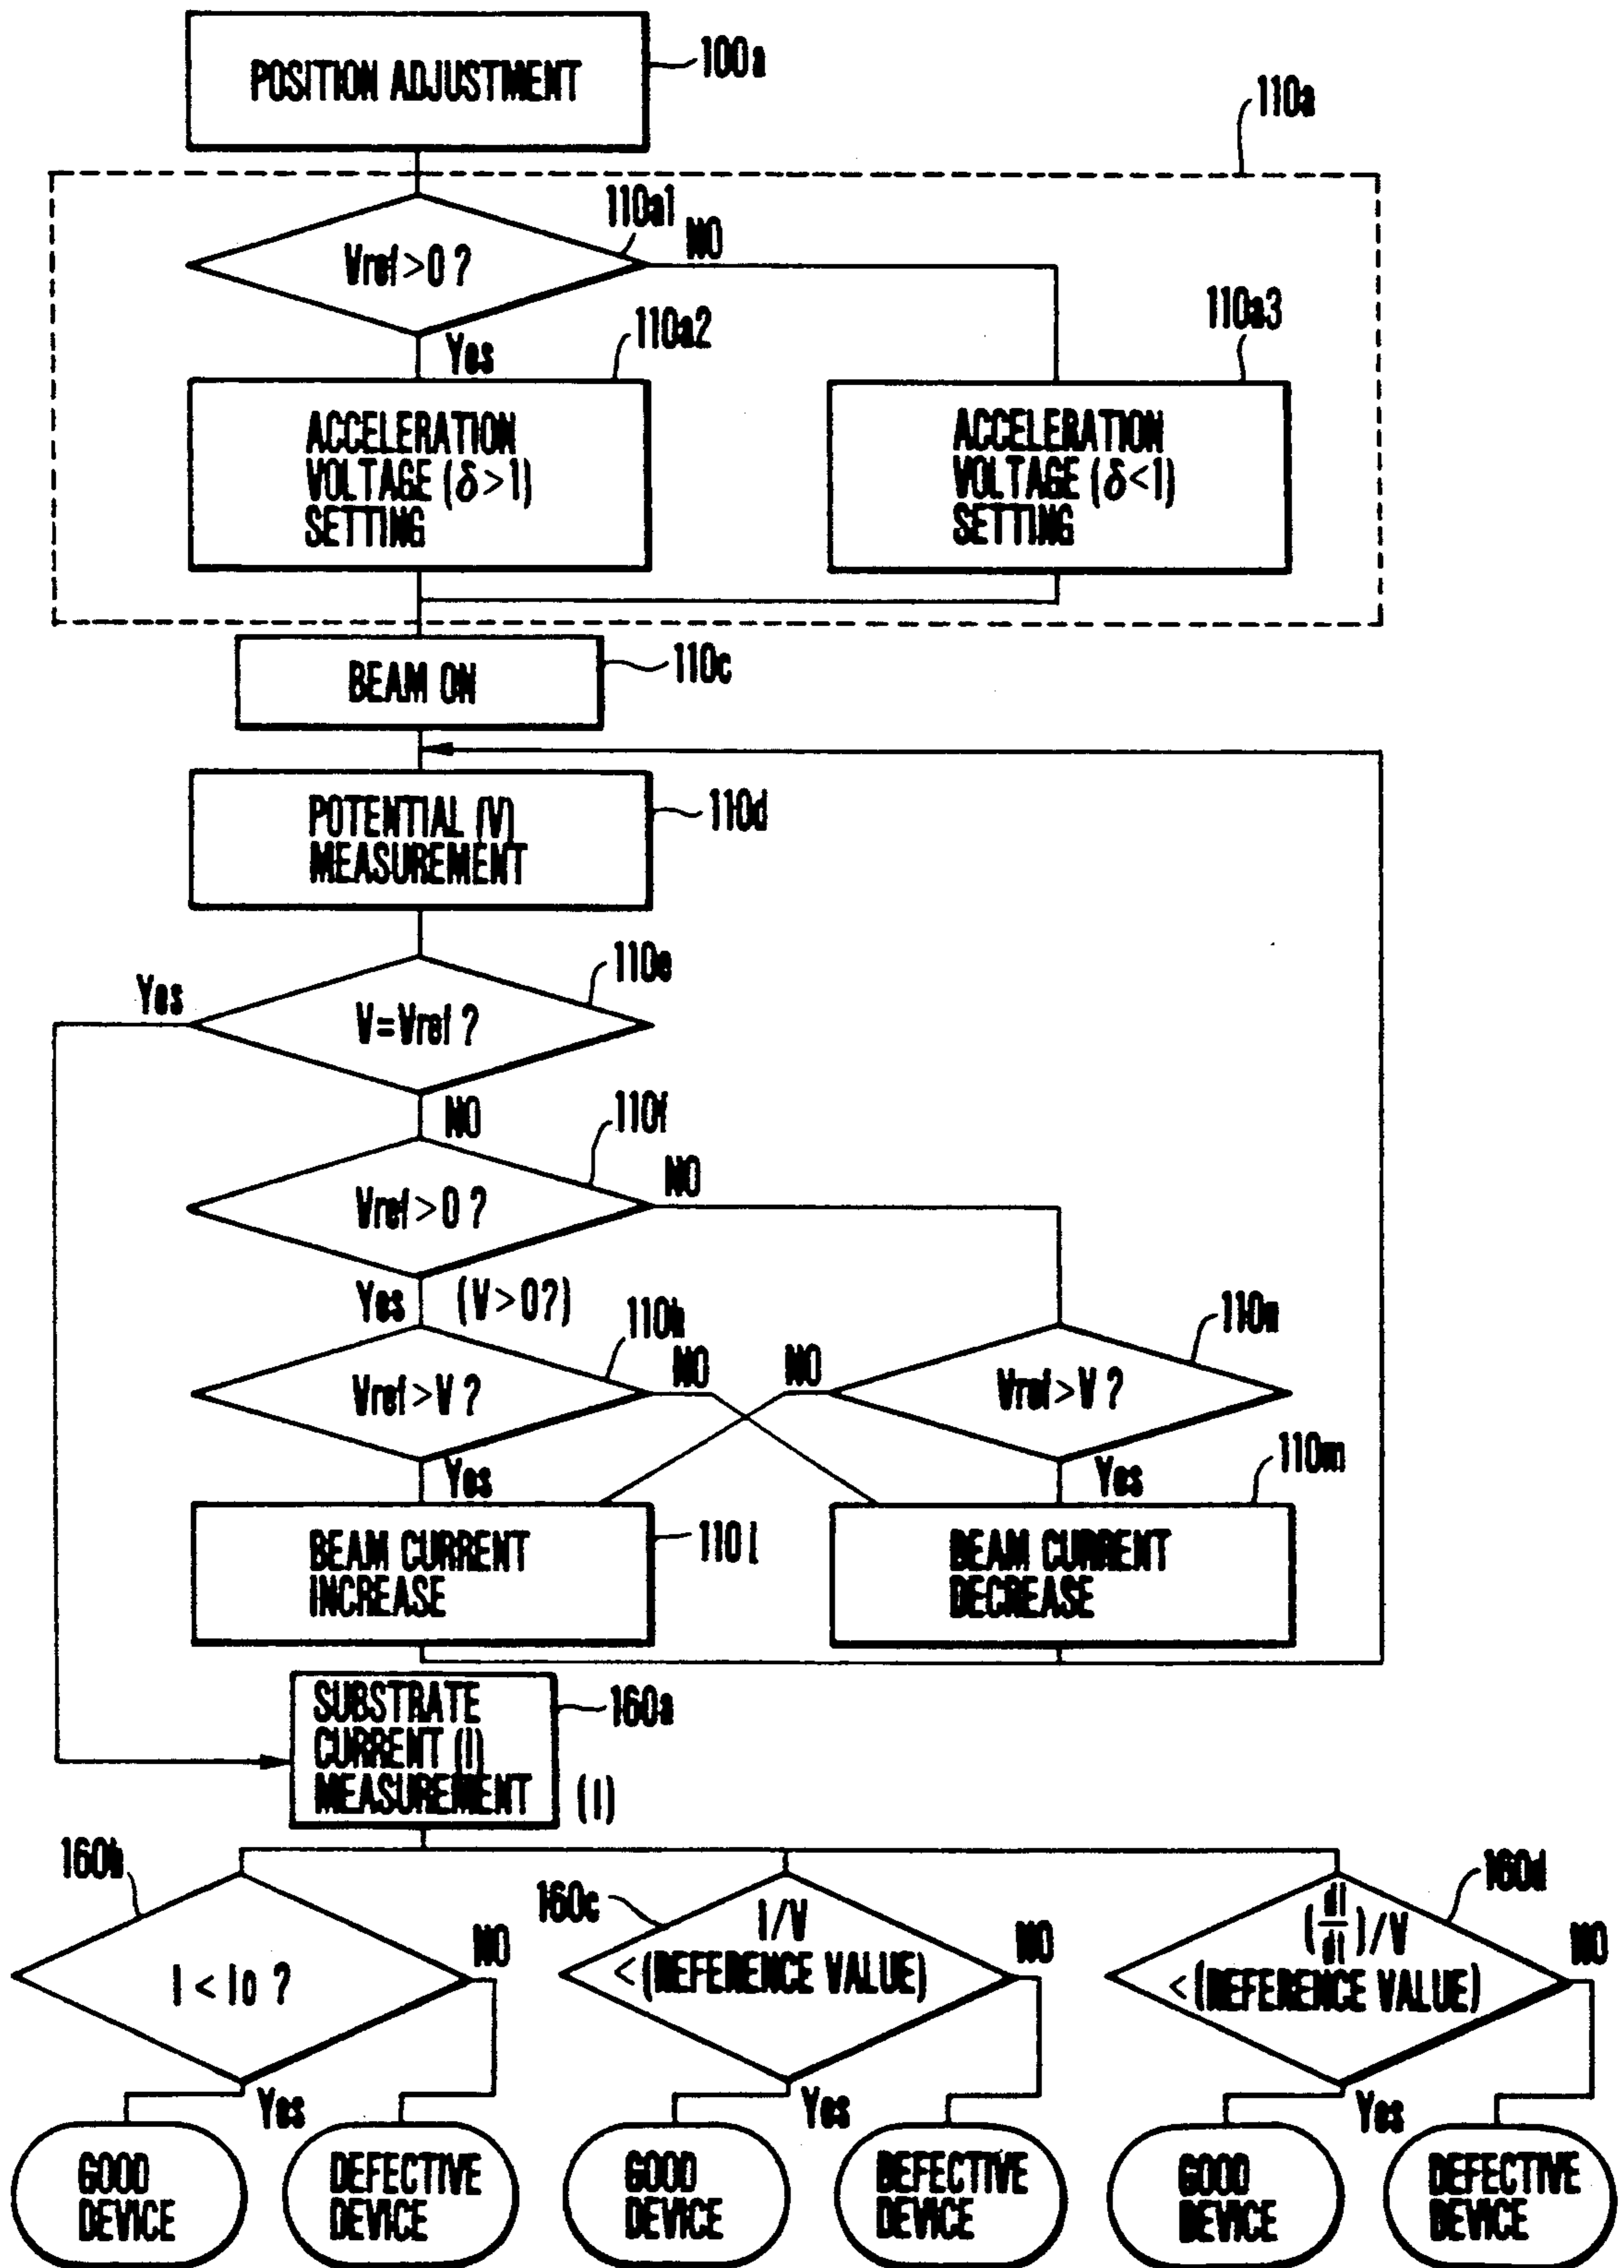 POSITION ADJUSTMENT
100a
110a
110a1
Vref>0 ?
NO
Yes
110a2
110a3
ACCELERATION
VOLTAGE (δ>1)
SETTING
ACCELERATION
VOLTAGE (δ<1)
SETTING
BEAM ON
110c
POTENTIAL (V)
MEASUREMENT
110d
110e
Yes
V=Vref ?
NO
110f
Vref>0 ?
NO
Yes
(V>0?)
110h
110n
Vref>V ?
NO
NO
Vref>V ?
Yes
Yes
110m
BEAM CURRENT
INCREASE
110i
BEAM CURRENT
DECREASE
SUBSTRATE
CURRENT (I)
MEASUREMENT
160a
(I)
160b
I < Io ?
NO
Yes
160c
I/V
<(REFERENCE VALUE)
NO
Yes
160d
(dI/dt)/V
<(REFERENCE VALUE)
NO
Yes
GOOD
DEVICE
DEFECTIVE
DEVICE
GOOD
DEVICE
DEFECTIVE
DEVICE
GOOD
DEVICE
DEFECTIVE
DEVICE